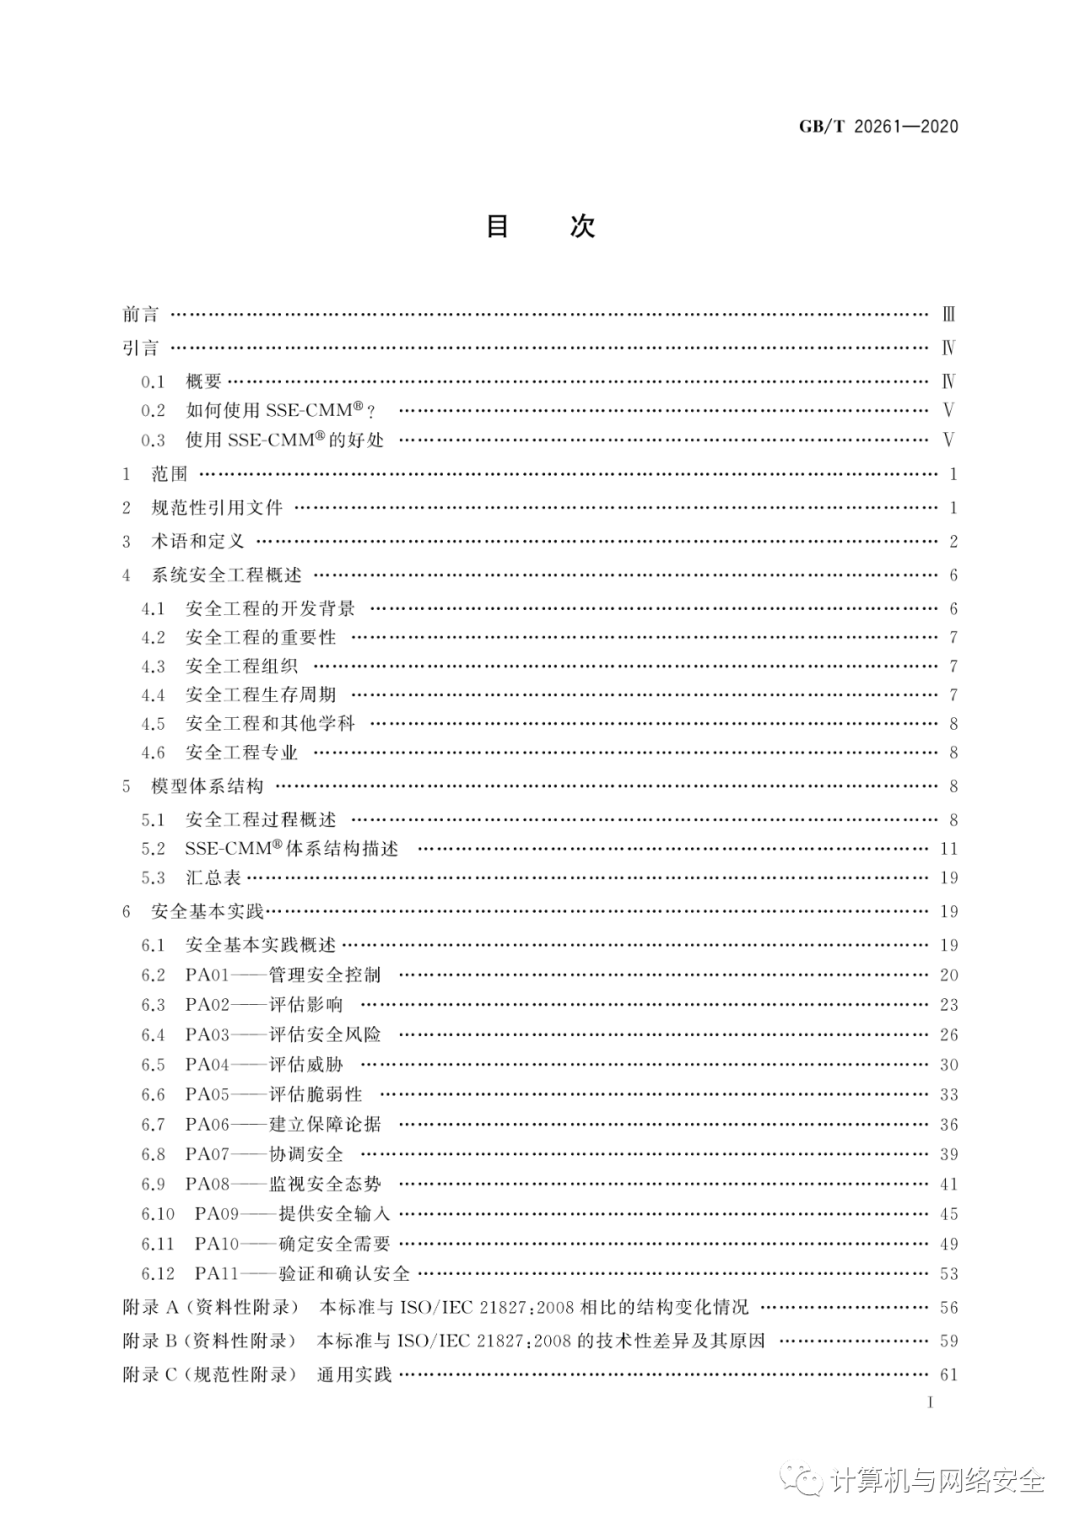 GB/T 20261—2020
目 次
前言 …… Ⅲ
引言 …… Ⅳ
0.1 概要 …… Ⅳ
0.2 如何使用 SSE-CMM®? …… Ⅴ
0.3 使用 SSE-CMM®的好处 …… Ⅴ
1 范围 …… 1
2 规范性引用文件 …… 1
3 术语和定义 …… 2
4 系统安全工程概述 …… 6
4.1 安全工程的开发背景 …… 6
4.2 安全工程的重要性 …… 7
4.3 安全工程组织 …… 7
4.4 安全工程生存周期 …… 7
4.5 安全工程和其他学科 …… 8
4.6 安全工程专业 …… 8
5 模型体系结构 …… 8
5.1 安全工程过程概述 …… 8
5.2 SSE-CMM®体系结构描述 …… 11
5.3 汇总表 …… 19
6 安全基本实践 …… 19
6.1 安全基本实践概述 …… 19
6.2 PA01——管理安全控制 …… 20
6.3 PA02——评估影响 …… 23
6.4 PA03——评估安全风险 …… 26
6.5 PA04——评估威胁 …… 30
6.6 PA05——评估脆弱性 …… 33
6.7 PA06——建立保障论据 …… 36
6.8 PA07——协调安全 …… 39
6.9 PA08——监视安全态势 …… 41
6.10 PA09——提供安全输入 …… 45
6.11 PA10——确定安全需要 …… 49
6.12 PA11——验证和确认安全 …… 53
附录 A（资料性附录） 本标准与 ISO/IEC 21827:2008 相比的结构变化情况 …… 56
附录 B（资料性附录） 本标准与 ISO/IEC 21827:2008 的技术性差异及其原因 …… 59
附录 C（规范性附录） 通用实践 …… 61
Ⅰ
计算机与网络安全